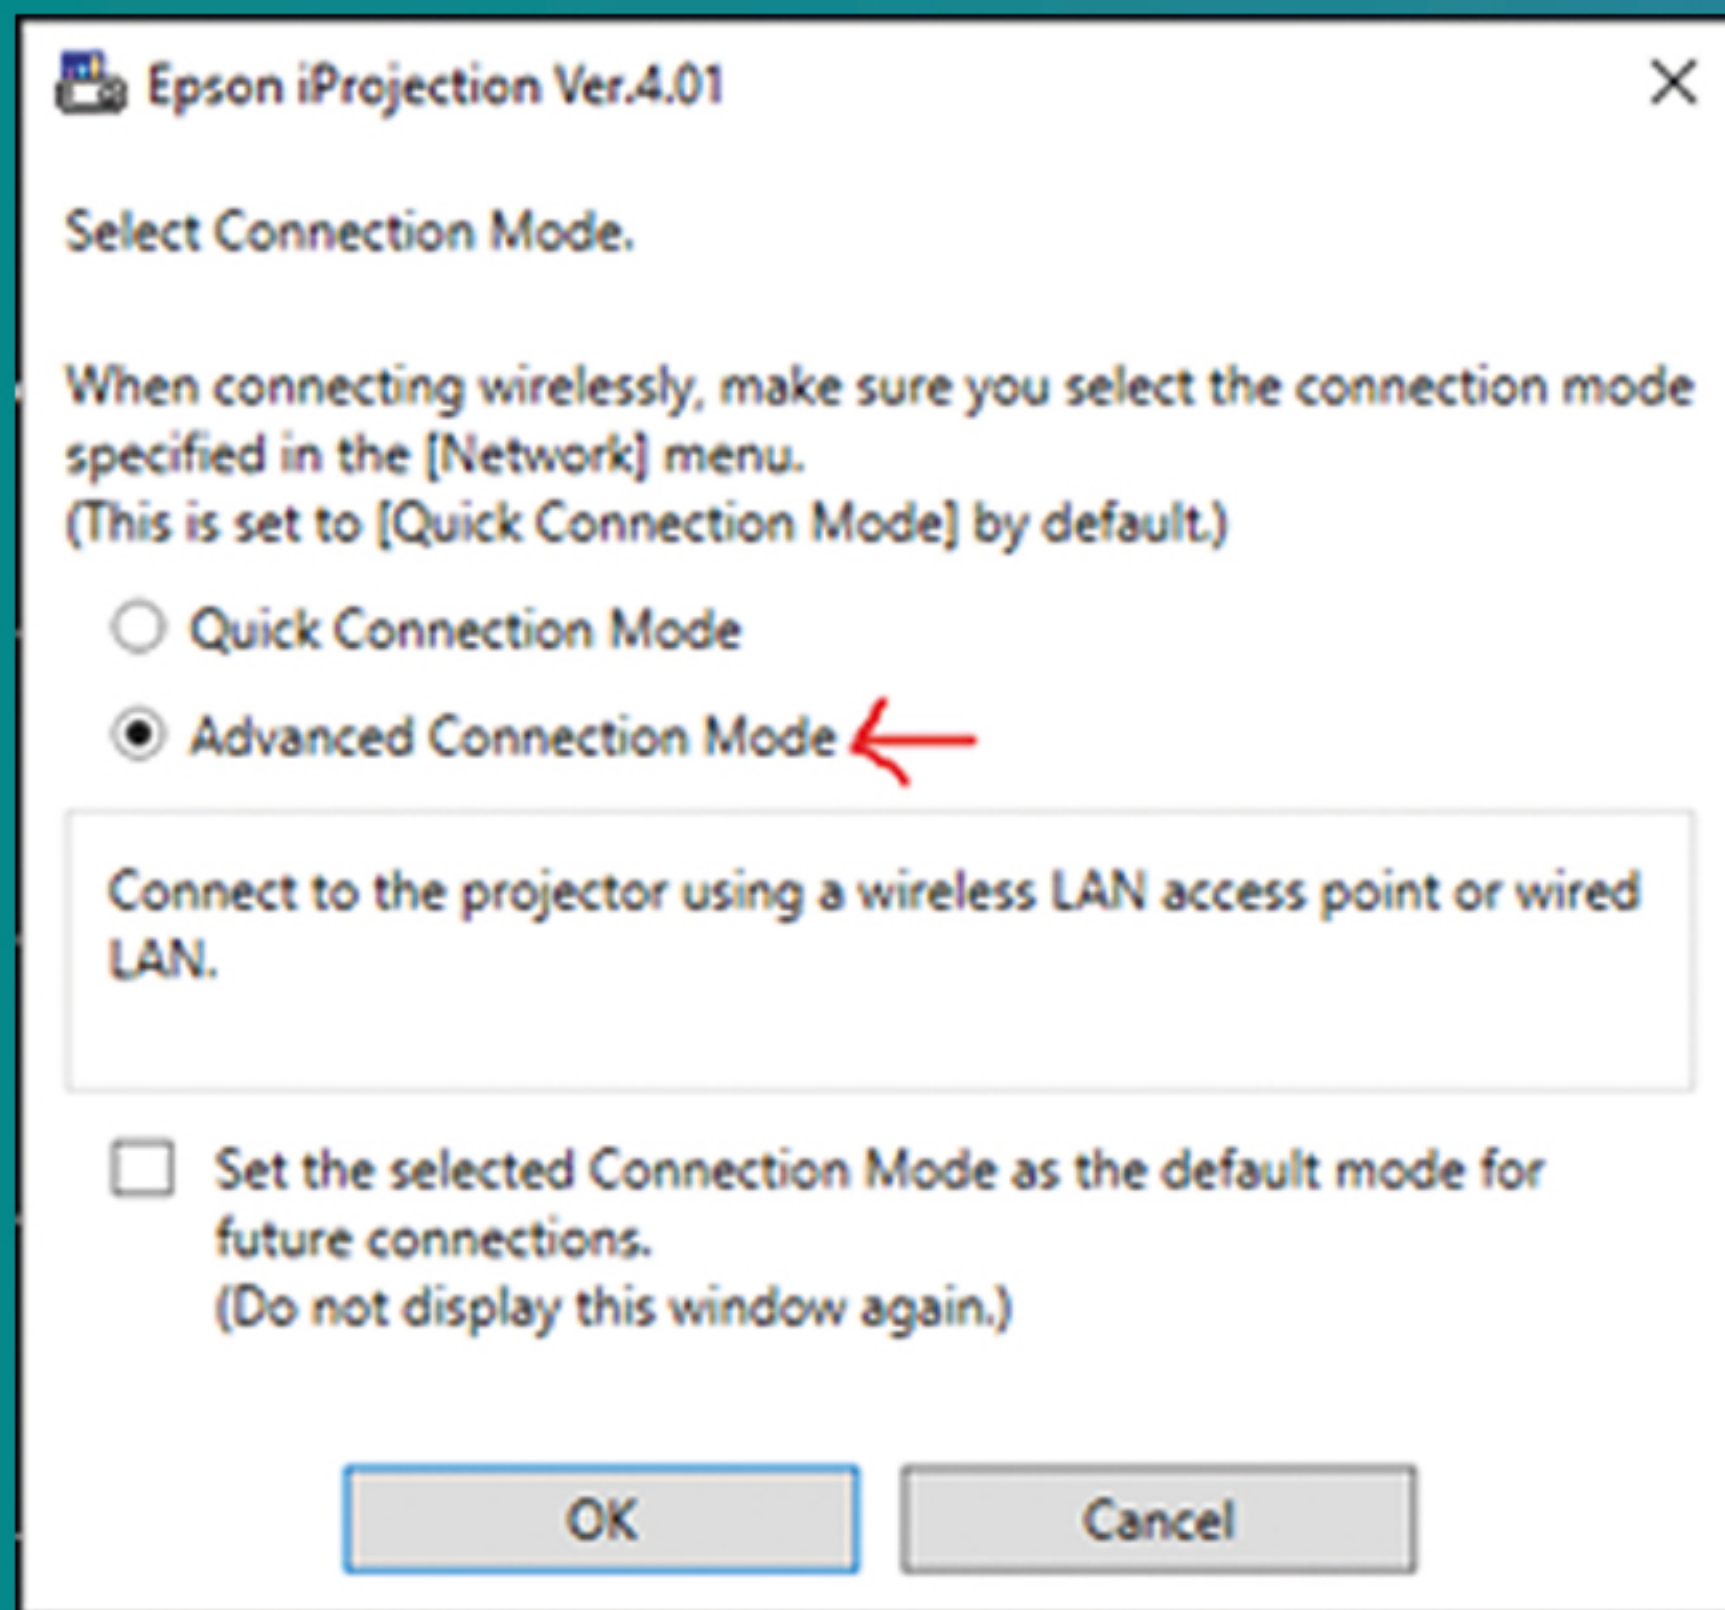 Epson iProjection Ver.4.01
Select Connection Mode.
When connecting wirelessly, make sure you select the connection mode
specified in the [Network] menu.
(This is set to [Quick Connection Mode] by default.)
Quick Connection Mode
Advanced Connection Mode
Connect to the projector using a wireless LAN access point or wired
LAN.
Set the selected Connection Mode as the default mode for
future connections.
(Do not display this window again.)
OK
Cancel